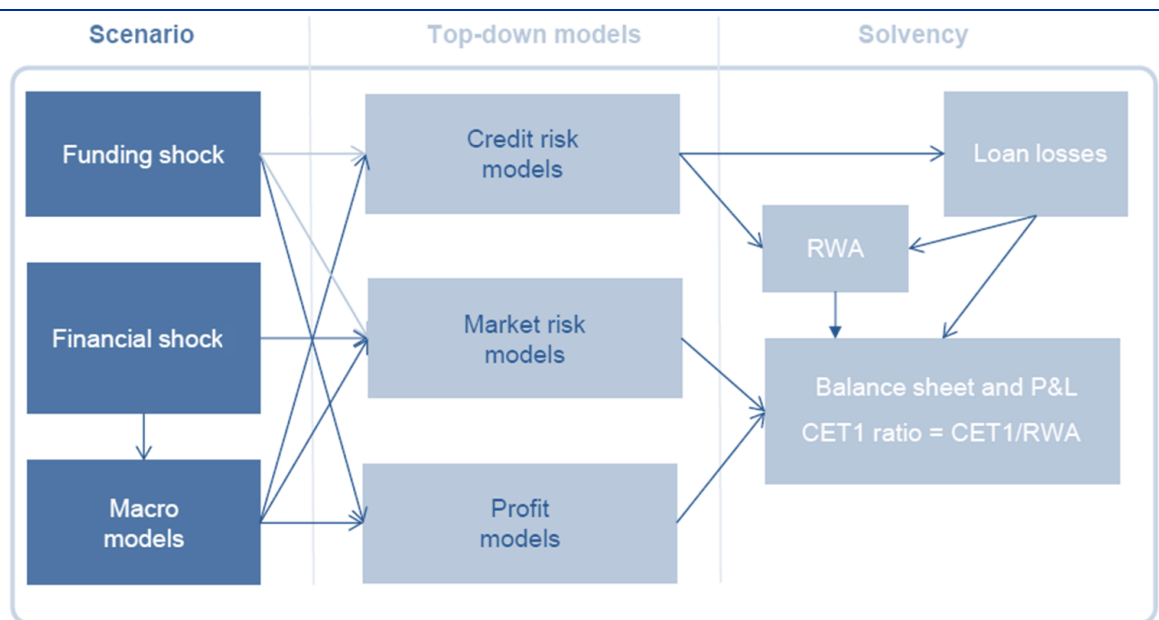 Scenario
Top-down models
Solvency
Funding shock
Credit risk
models
Loan losses
RWA
Financial shock
Market risk
models
Balance sheet and P&L
CET1 ratio = CET1/RWA
Macro
models
Profit
models